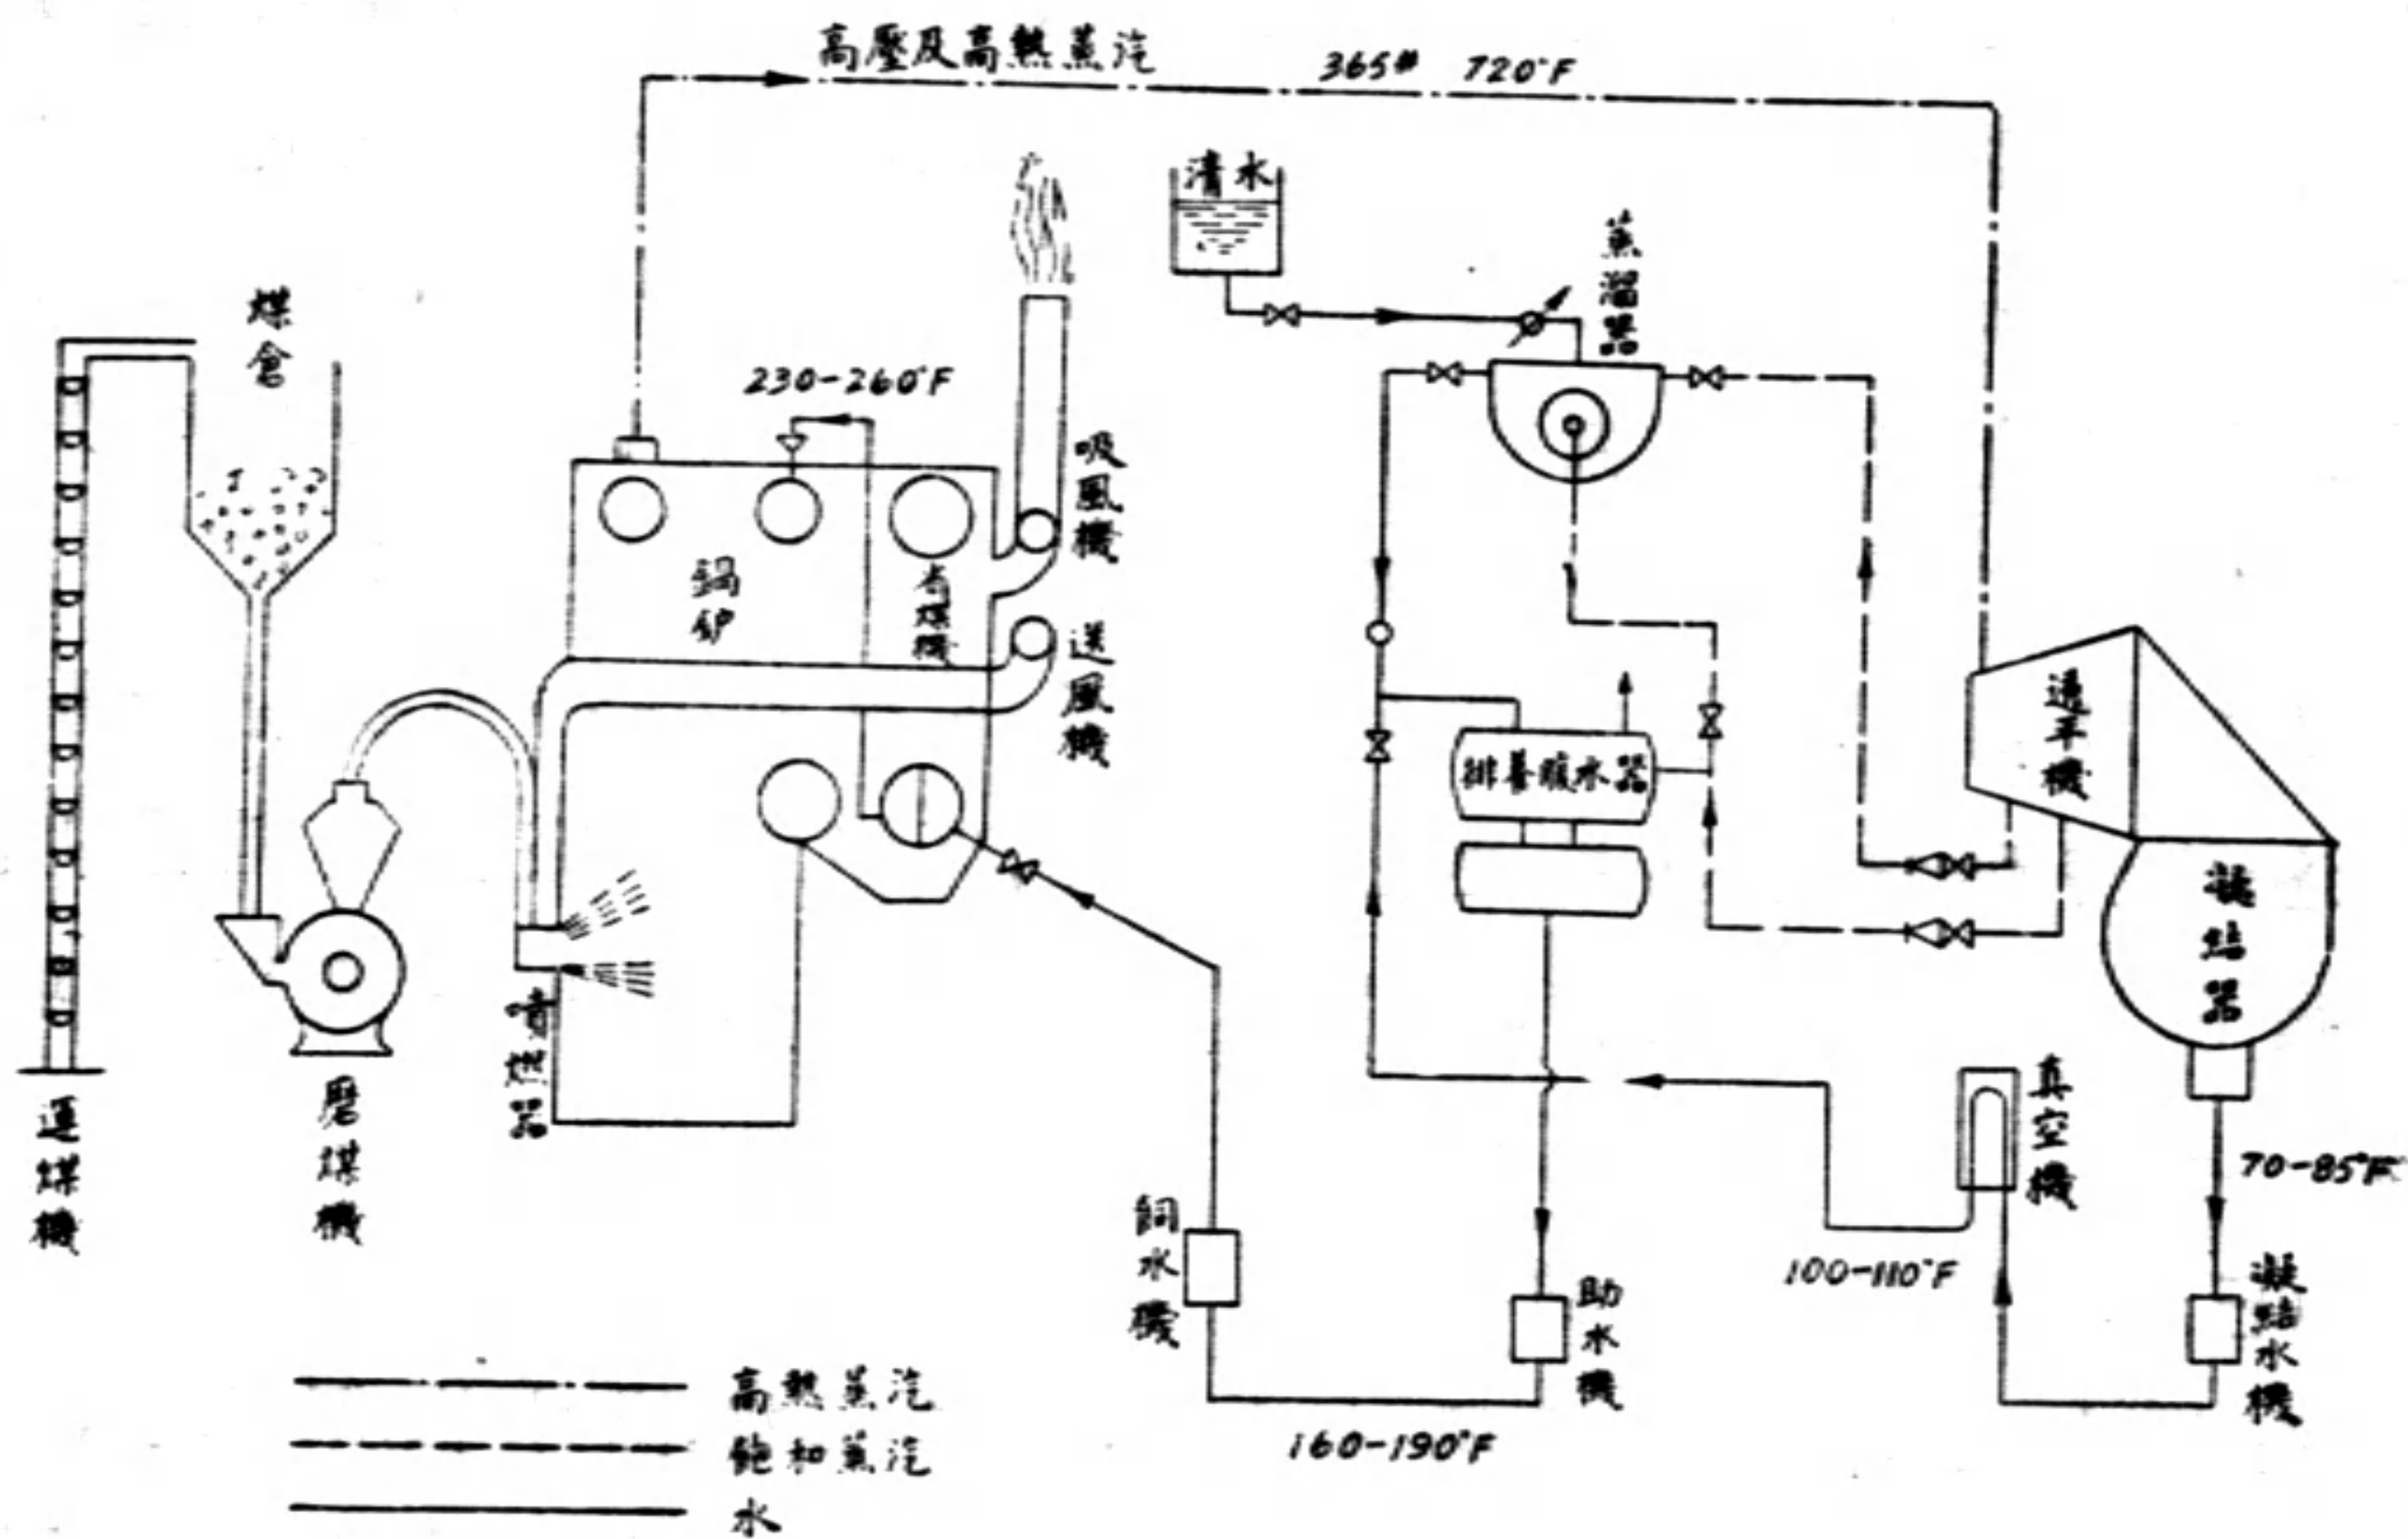 高壓及高熱蒸汽 365# 720°F
清水
蒸溜器
煤倉
230-260°F
吸風機
鍋炉
省煤機
送風機
透平機
排養暖水器
凝結器
噴燃器
運煤機
磨煤機
真空機
70-85°F
飼水機
助水機
100-110°F
凝結水機
160-190°F
高熱蒸汽
飽和蒸汽
水